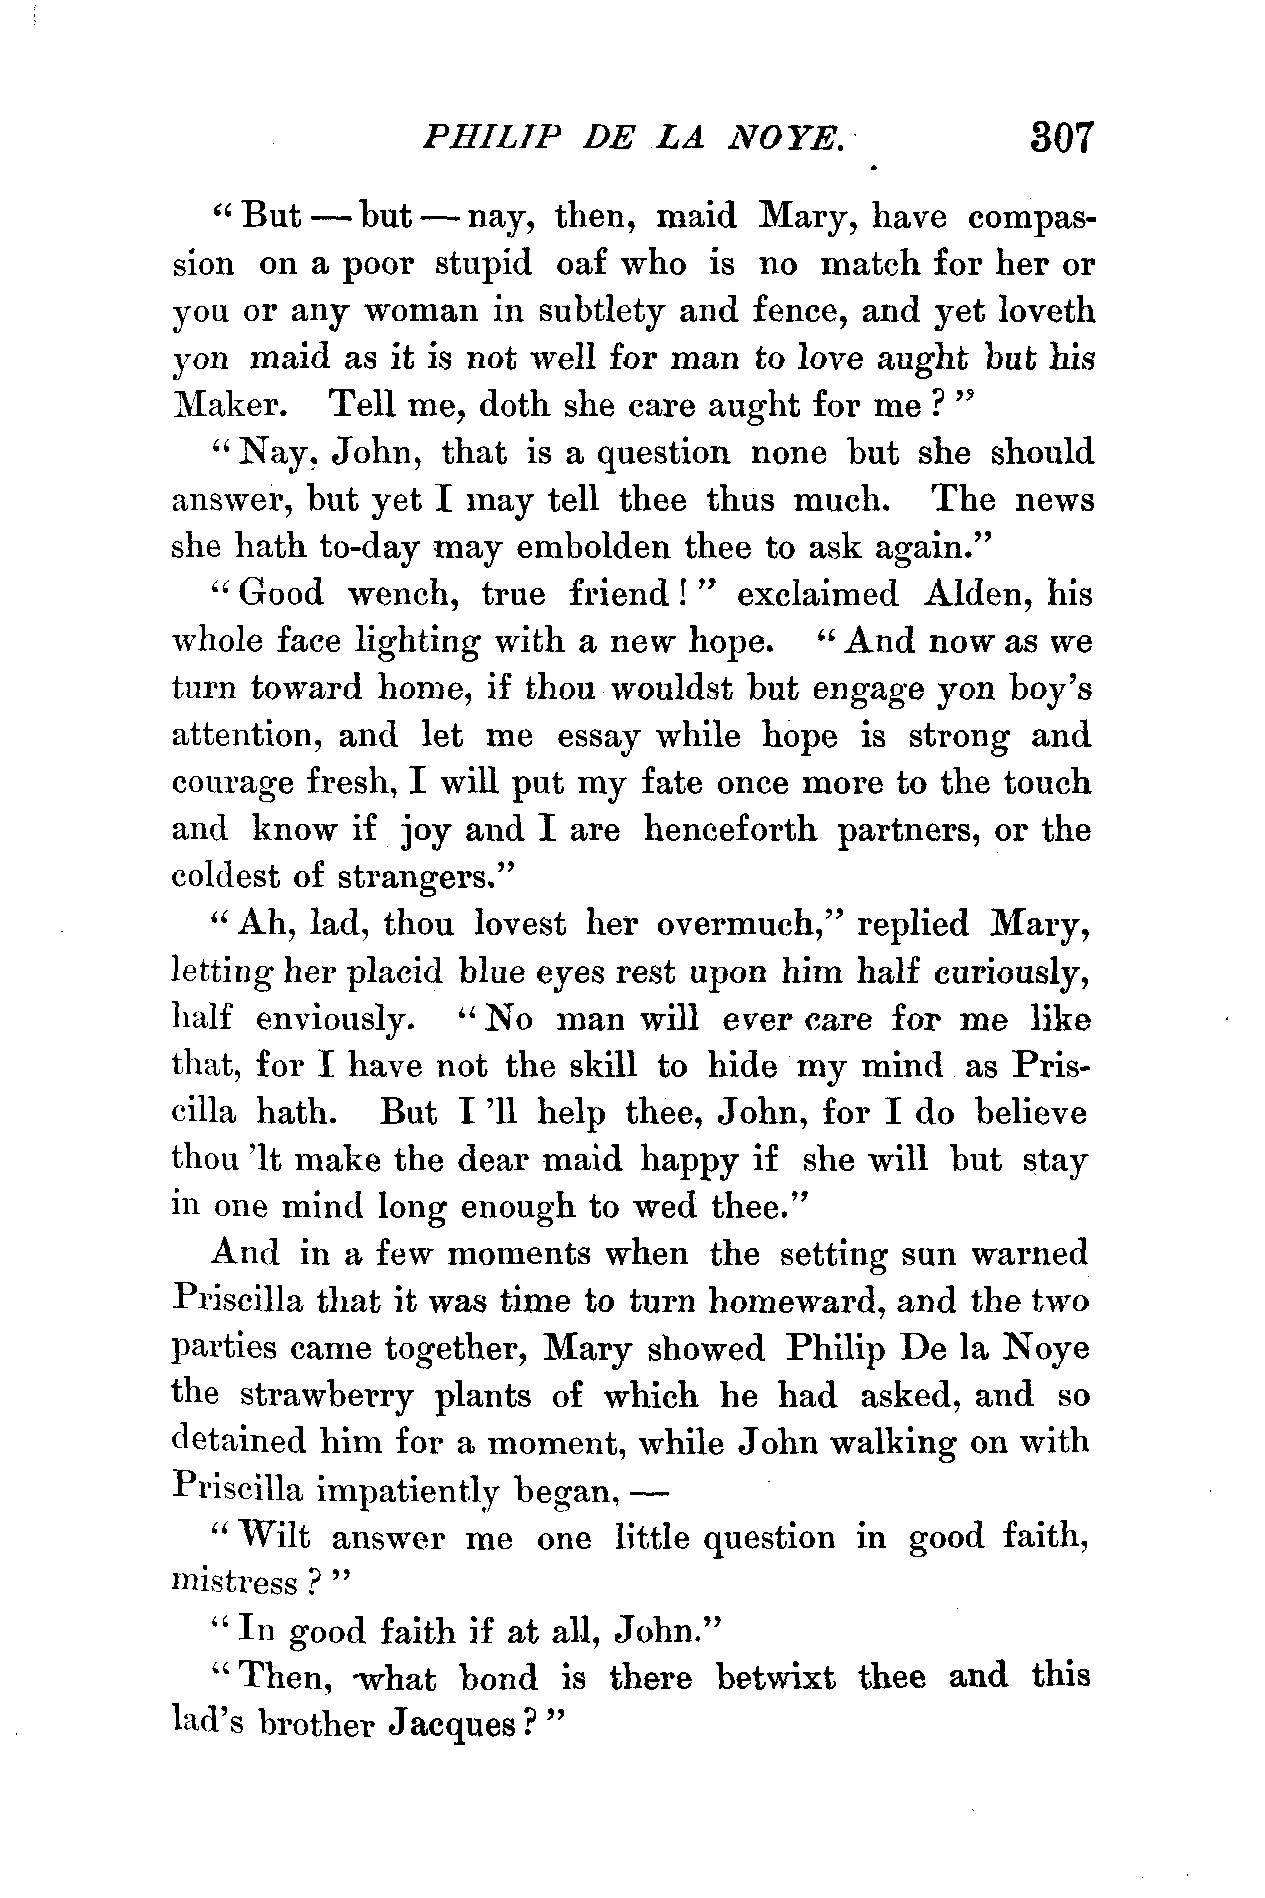 PHILIP DE LA NOYE. 307
"But — but — nay, then, maid Mary, have compas-
sion on a poor stupid oaf who is no match for her or
you or any woman in subtlety and fence, and yet loveth
yon maid as it is not well for man to love aught but his
Maker. Tell me, doth she care aught for me?"
"Nay, John, that is a question none but she should
answer, but yet I may tell thee thus much. The news
she hath to-day may embolden thee to ask again."
"Good wench, true friend!" exclaimed Alden, his
whole face lighting with a new hope. "And now as we
turn toward home, if thou wouldst but engage yon boy's
attention, and let me essay while hope is strong and
courage fresh, I will put my fate once more to the touch
and know if joy and I are henceforth partners, or the
coldest of strangers."
"Ah, lad, thou lovest her overmuch," replied Mary,
letting her placid blue eyes rest upon him half curiously,
half enviously. "No man will ever care for me like
that, for I have not the skill to hide my mind as Pris-
cilla hath. But I 'll help thee, John, for I do believe
thou 'lt make the dear maid happy if she will but stay
in one mind long enough to wed thee."
And in a few moments when the setting sun warned
Priscilla that it was time to turn homeward, and the two
parties came together, Mary showed Philip De la Noye
the strawberry plants of which he had asked, and so
detained him for a moment, while John walking on with
Priscilla impatiently began, —
"Wilt answer me one little question in good faith,
mistress?"
"In good faith if at all, John."
"Then, what bond is there betwixt thee and this
lad's brother Jacques?"